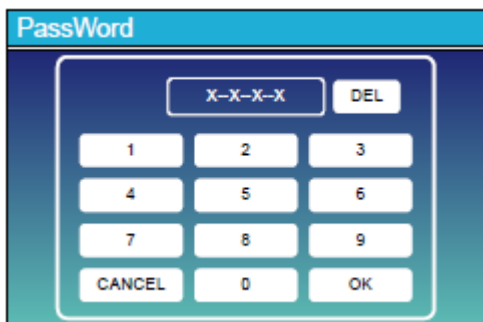 PassWord
X--X--X--X DEL
1 2 3
4 5 6
7 8 9
CANCEL 0 OK